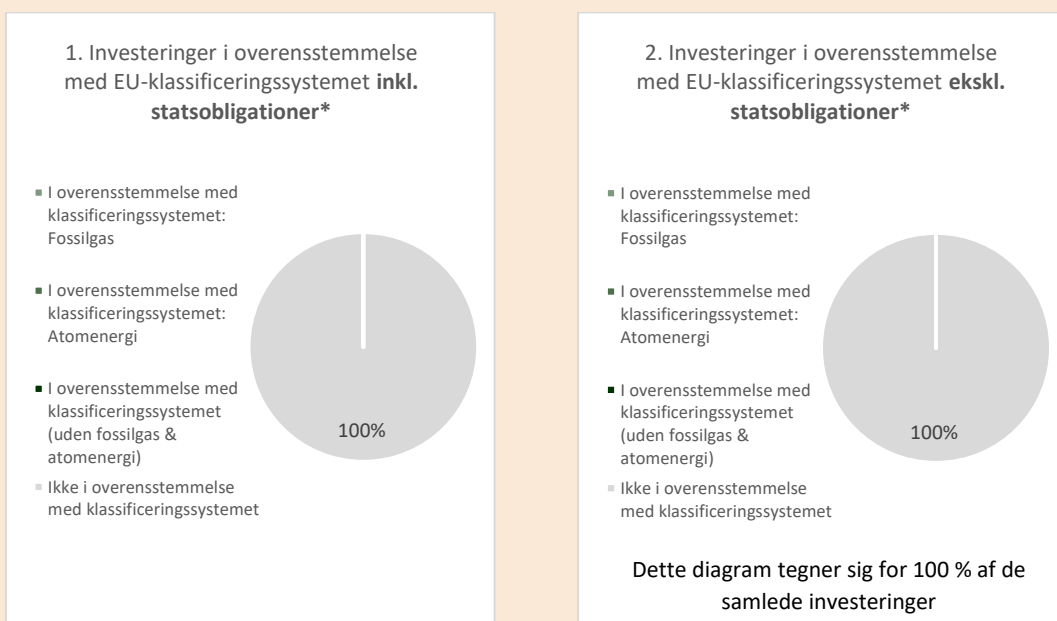 1. Investeringer i overensstemmelse
med EU-klassificeringssystemet inkl.
statsobligationer*
I overensstemmelse med
klassificeringssystemet:
Fossilgas
I overensstemmelse med
klassificeringssystemet:
Atomenergi
I overensstemmelse med
klassificeringssystemet
(uden fossilgas &
atomenergi)
Ikke i overensstemmelse
med klassificeringssystemet
100%
2. Investeringer i overensstemmelse
med EU-klassificeringssystemet ekskl.
statsobligationer*
I overensstemmelse med
klassificeringssystemet:
Fossilgas
I overensstemmelse med
klassificeringssystemet:
Atomenergi
I overensstemmelse med
klassificeringssystemet
(uden fossilgas &
atomenergi)
Ikke i overensstemmelse
med klassificeringssystemet
100%
Dette diagram tegner sig for 100 % af de
samlede investeringer